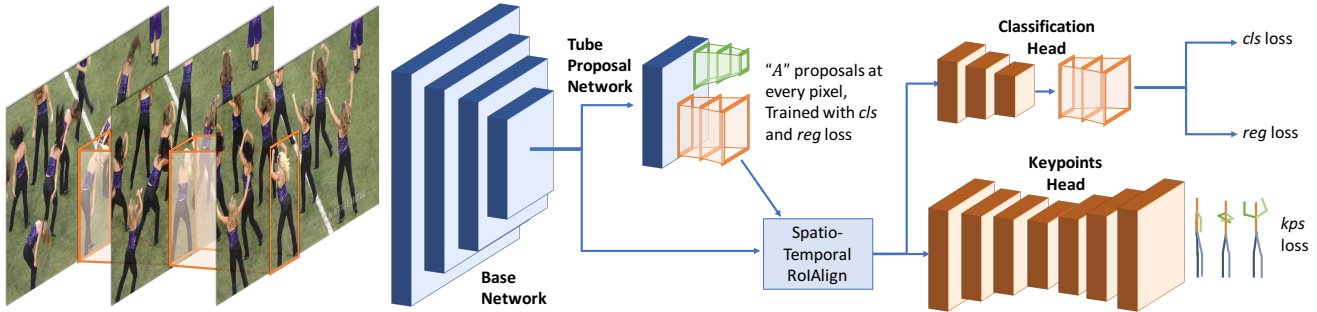 Tube
Proposal
Network
"A" proposals at
every pixel,
Trained with cls
and reg loss
Base
Network
Spatio-
Temporal
RoIAlign
Classification
Head
cls loss
reg loss
Keypoints
Head
kps
loss